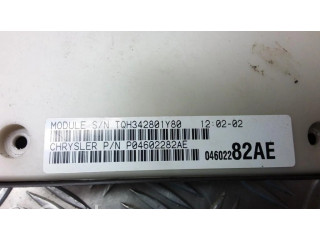 MODULE S/N TQH342801Y80 12:02-02
CHRYSLER P/N P04602282AE
04602282AE